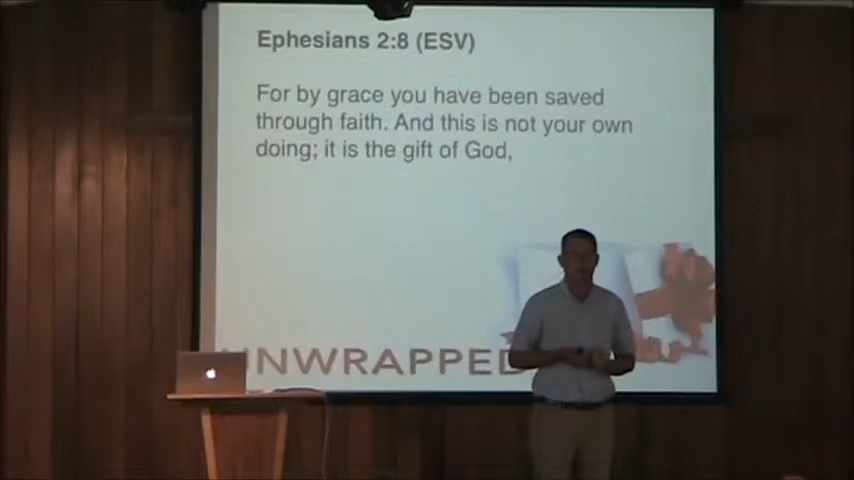 Ephesians 2:8 (ESV)
For by grace you have been saved
through faith. And this is not your own
doing; it is the gift of God,
UNWRAPPED